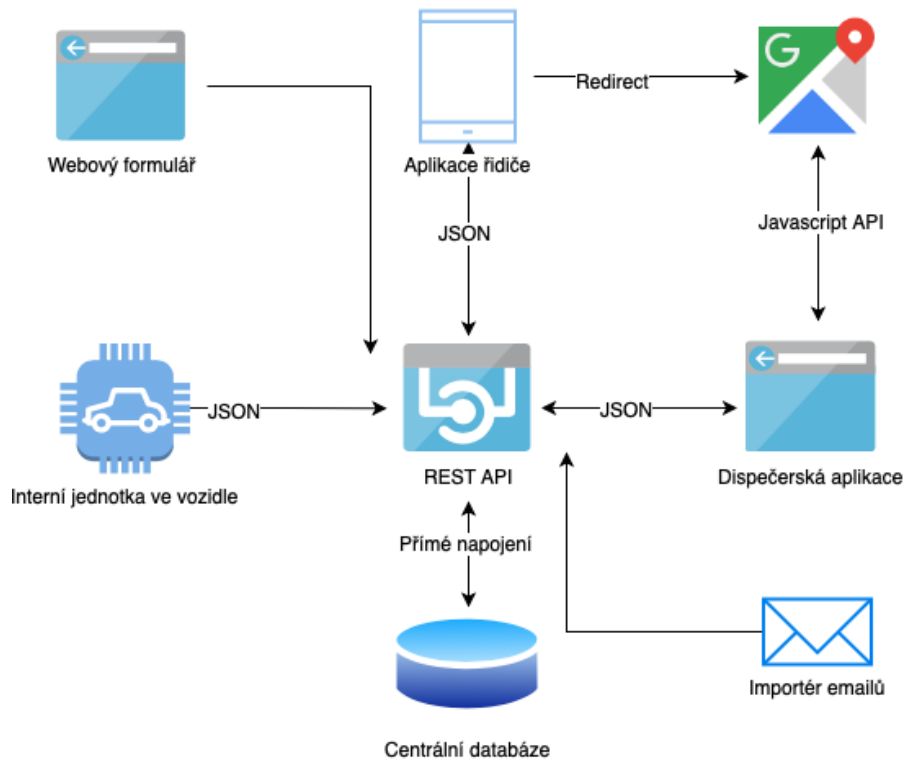 Webový formulář
Aplikace řidiče
Redirect
G
JSON
Javascript API
JSON
Interní jednotka ve vozidle
REST API
JSON
Dispečerská aplikace
Přímé napojení
Importér emailů
Centrální databáze